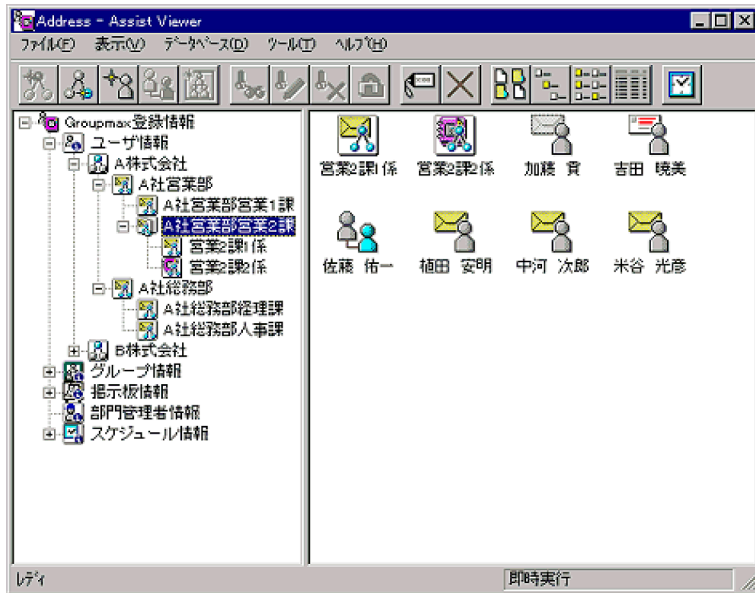 Address - Assist Viewer
ファイル(F) 表示(V) データベース(D) ツール(T) ヘルプ(H)
Groupmax登録情報
ユーザ情報
A株式会社
A社営業部
A社営業部営業1課
A社営業部営業2課
営業2課1係
営業2課2係
A社総務部
A社総務部経理課
A社総務部人事課
B株式会社
グループ情報
掲示板情報
部門管理者情報
スケジュール情報
営業2課1係 営業2課2係 加藤 貢 吉田 暁美
佐藤 佑一 植田 安明 中河 次郎 米谷 光彦
レディ 即時実行